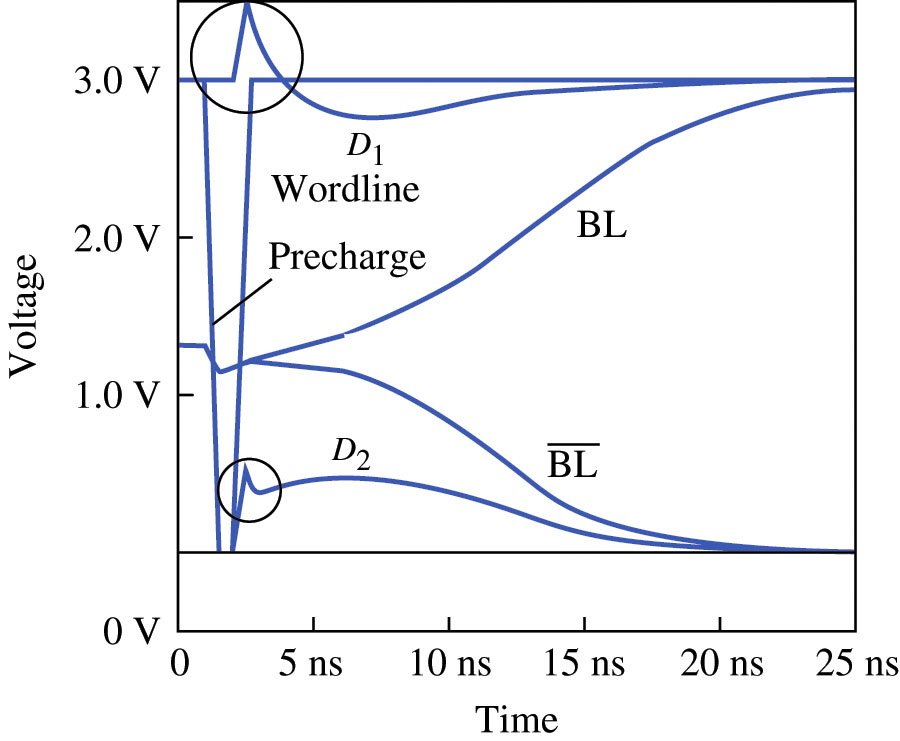 3.0 V
D₁
Wordline
2.0 V
BL
Precharge
Voltage
1.0 V
D₂
B̅L̅
0 V
0
5 ns
10 ns
15 ns
20 ns
25 ns
Time